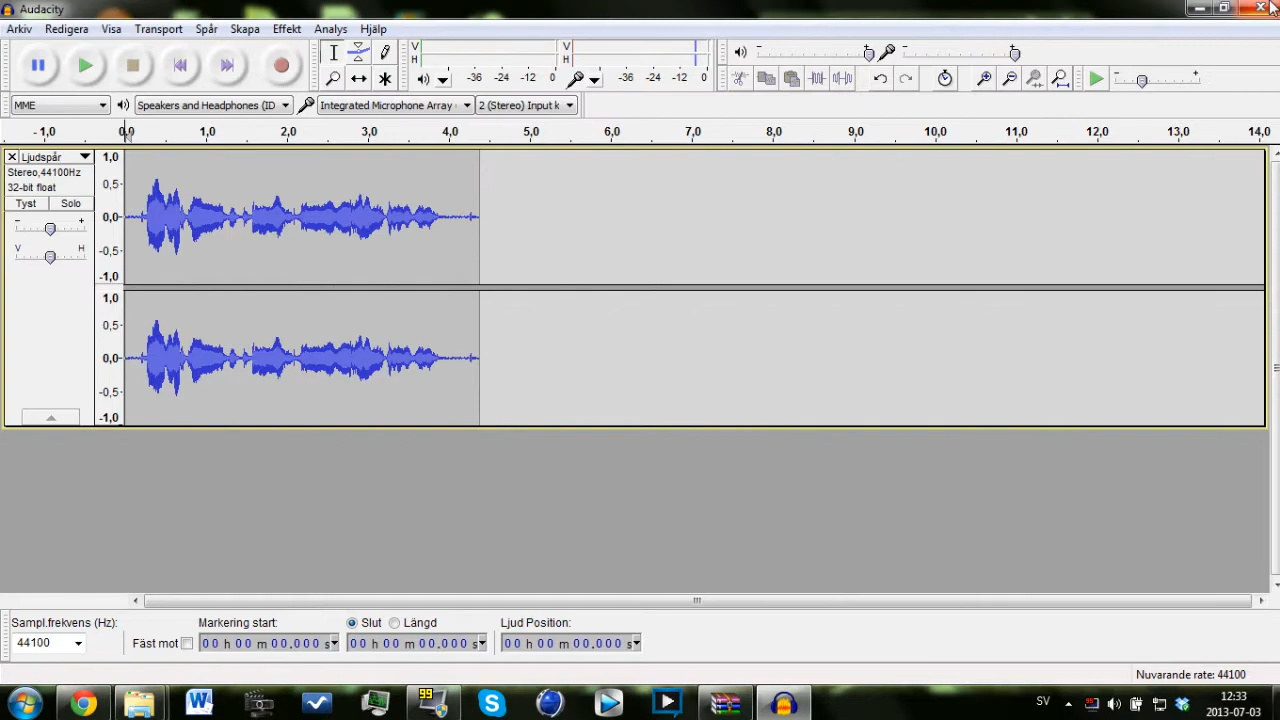 Audacity
Arkiv Redigera Visa Transport Spår Skapa Effekt Analys Hjälp
V V
H -36 -24 -12 0 H -36 -24 -12 0
MME Speakers and Headphones (ID Integrated Microphone Array 2 (Stereo) Input k
- 1,0 0,0 1,0 2,0 3,0 4,0 5,0 6,0 7,0 8,0 9,0 10,0 11,0 12,0 13,0 14,0
Ljudspår 1,0
Stereo,44100Hz
32-bit float 0,5
Tyst Solo
- + 0,0
V H -0,5
-1,0
1,0
0,5
0,0
-0,5
-1,0
Sampl.frekvens (Hz): Markering start: Slut Längd Ljud Position:
44100 Fäst mot 00 h 00 m 00,000 s 00 h 00 m 00,000 s 00 h 00 m 00,000 s
Nuvarande rate: 44100
99 SV 12:33
2013-07-03